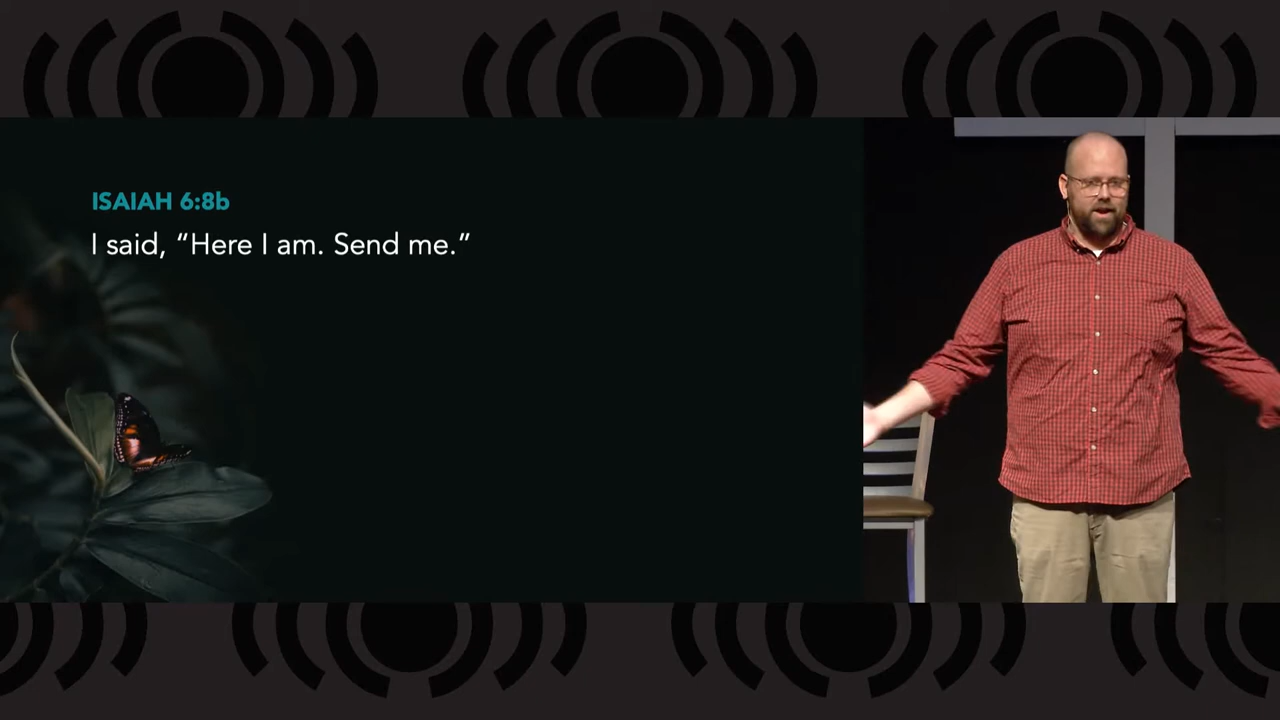 ISAIAH 6:8b
I said, “Here I am. Send me.”